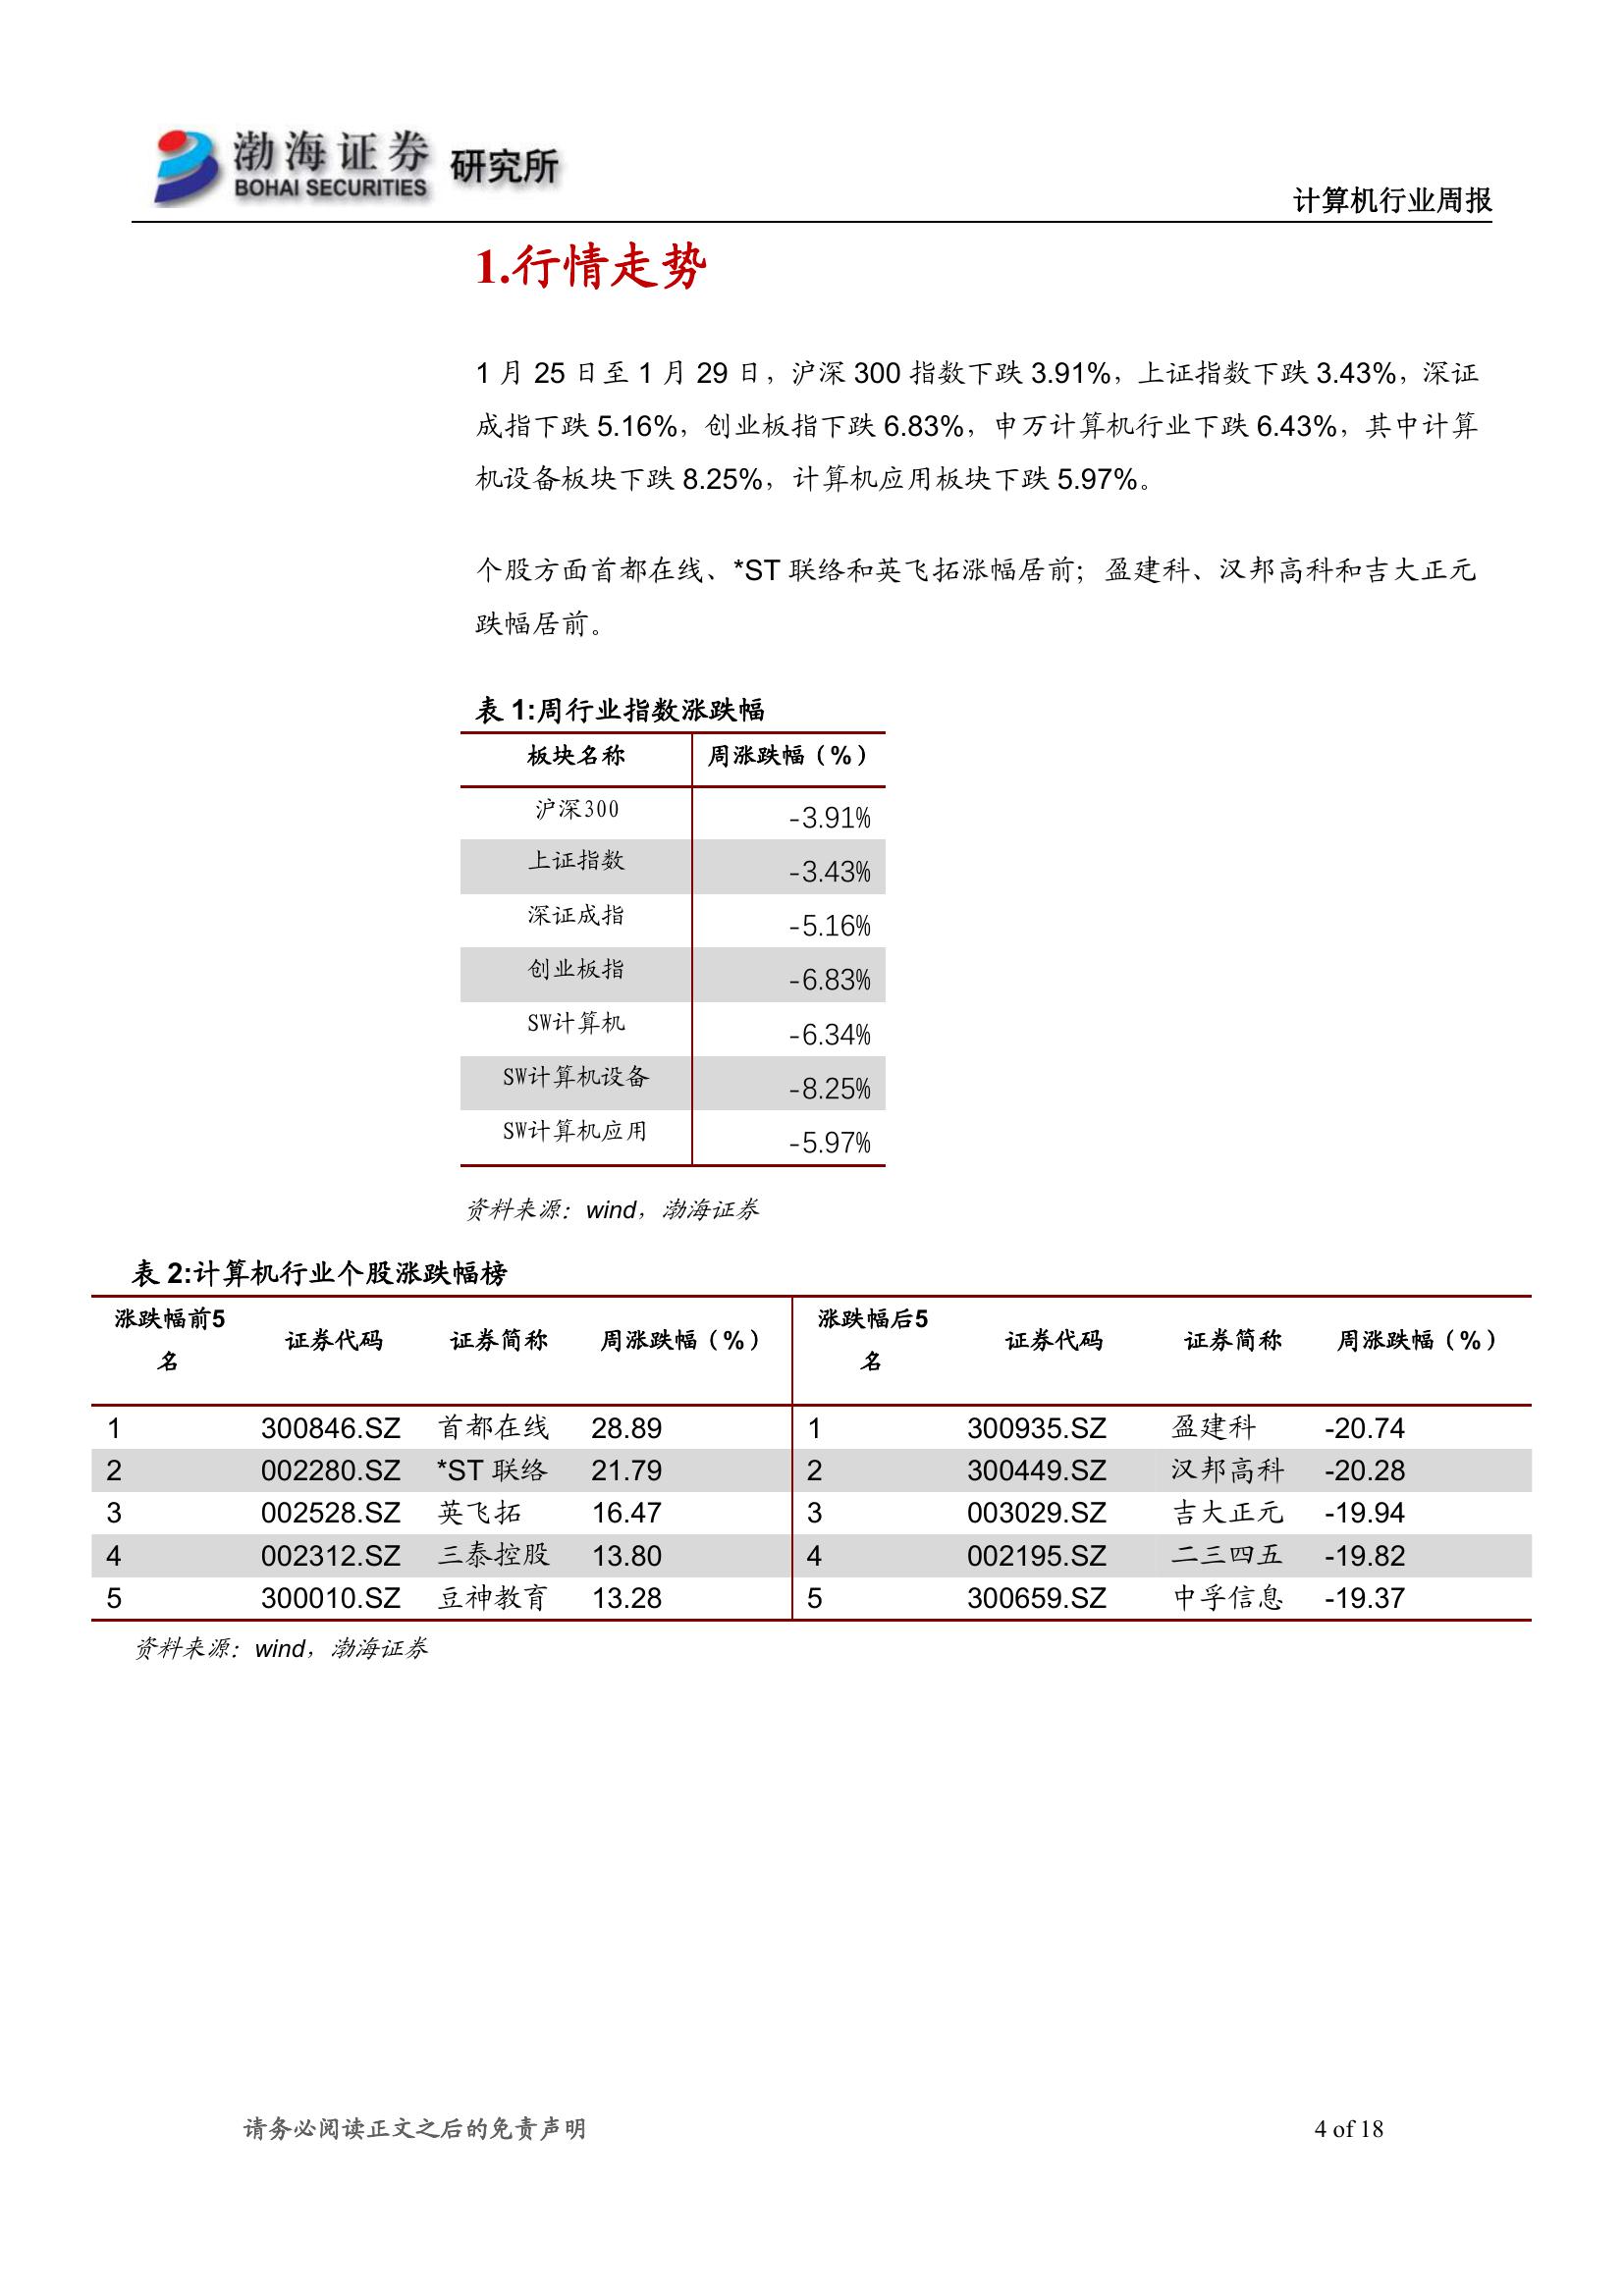 渤海证券 研究所
BOHAI SECURITIES
计算机行业周报
1.行情走势
1 月 25 日至 1 月 29 日，沪深 300 指数下跌 3.91%，上证指数下跌 3.43%，深证
成指下跌 5.16%，创业板指下跌 6.83%，申万计算机行业下跌 6.43%，其中计算
机设备板块下跌 8.25%，计算机应用板块下跌 5.97%。
个股方面首都在线、*ST 联络和英飞拓涨幅居前；盈建科、汉邦高科和吉大正元
跌幅居前。
表 1:周行业指数涨跌幅
板块名称 周涨跌幅（%）
沪深300 -3.91%
上证指数 -3.43%
深证成指 -5.16%
创业板指 -6.83%
SW计算机 -6.34%
SW计算机设备 -8.25%
SW计算机应用 -5.97%
资料来源：wind，渤海证券
表 2:计算机行业个股涨跌幅榜
涨跌幅前5名 证券代码 证券简称 周涨跌幅（%） 涨跌幅后5名 证券代码 证券简称 周涨跌幅（%）
1 300846.SZ 首都在线 28.89 1 300935.SZ 盈建科 -20.74
2 002280.SZ *ST 联络 21.79 2 300449.SZ 汉邦高科 -20.28
3 002528.SZ 英飞拓 16.47 3 003029.SZ 吉大正元 -19.94
4 002312.SZ 三泰控股 13.80 4 002195.SZ 二三四五 -19.82
5 300010.SZ 豆神教育 13.28 5 300659.SZ 中孚信息 -19.37
资料来源：wind，渤海证券
请务必阅读正文之后的免责声明 4 of 18